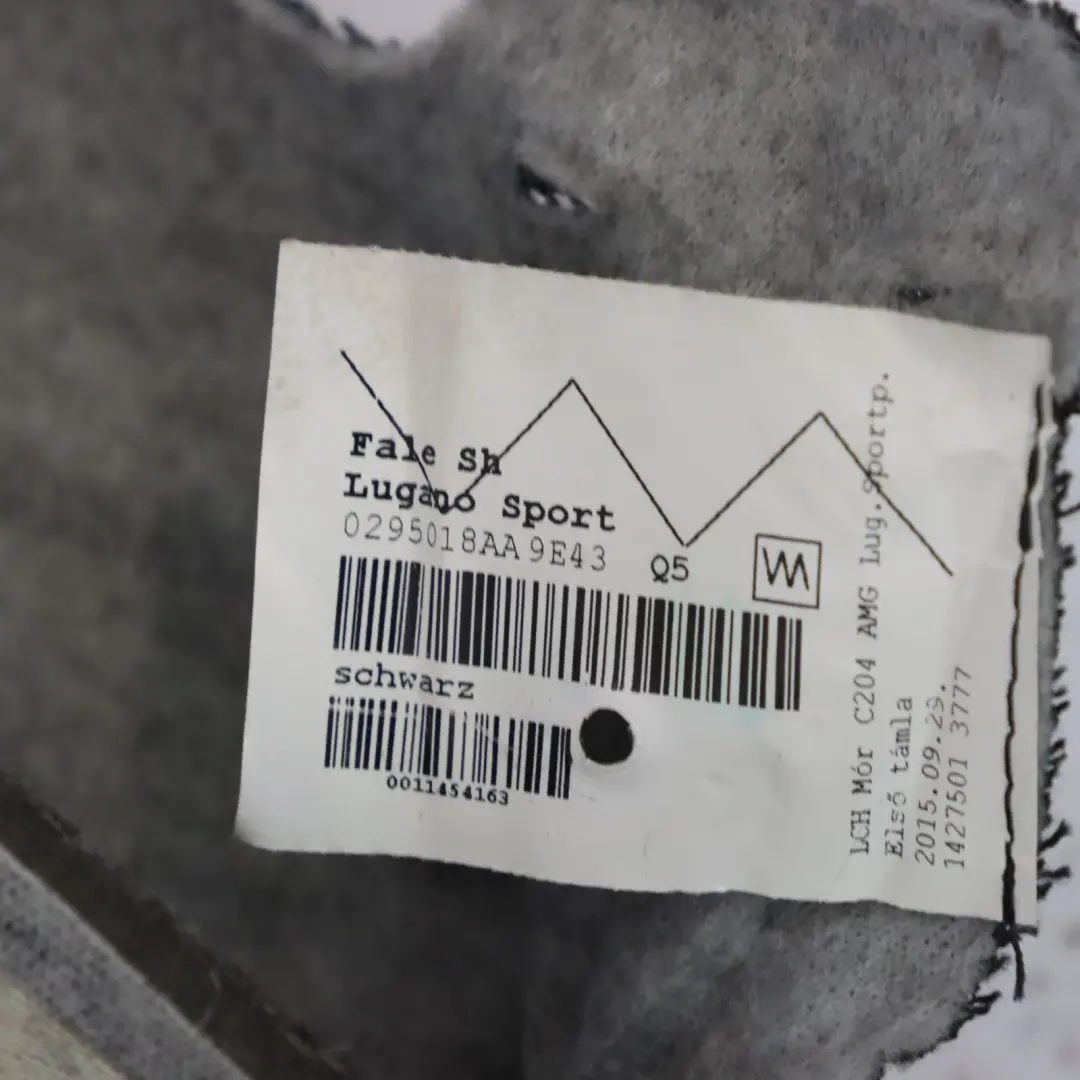 Fale Sh
Lugano Sport
0295018AA9E43 Q5
schwarz
0011454163
LCH Mór C204 AMG Lug.Sportp.
Első támla
2015.09.29.
1427501 3777